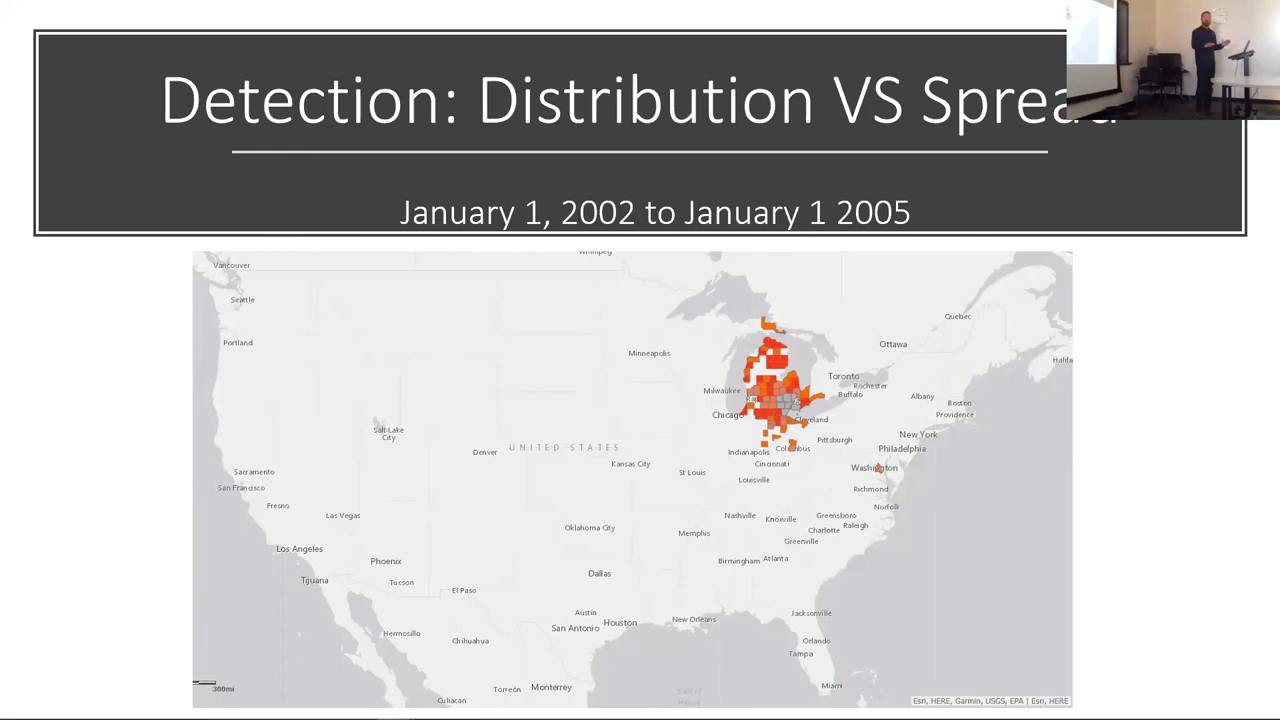 Detection: Distribution VS Spread
January 1, 2002 to January 1 2005
Winnipeg
Vancouver
Seattle
Quebec
Portland
Ottawa
Minneapolis
Halifa
Toronto
Rochester
Milwaukee
Buffalo
Albany
Boston
Providence
Chicago
Cleveland
Salt Lake
City
New York
Pittsburgh
UNITED STATES
Philadelphia
Denver
Indianapolis
Columbus
Kansas City
Cincinnati
Washington
Sacramento
St Louis
Louisville
San Francisco
Richmond
Fresno
Norfolk
Las Vegas
Nashville
Knoxville
Greensboro
Raleigh
Oklahoma City
Memphis
Charlotte
Greenville
Los Angeles
Phoenix
Birmingham
Atlanta
Dallas
Tijuana
Tucson
El Paso
Austin
Jacksonville
San Antonio
Houston
New Orleans
Hermosillo
Chihuahua
Orlando
Tampa
Miami
300mi
Torreón
Monterrey
Gulf of
Culiacan
Esri, HERE, Garmin, USGS, EPA | Esri, HERE